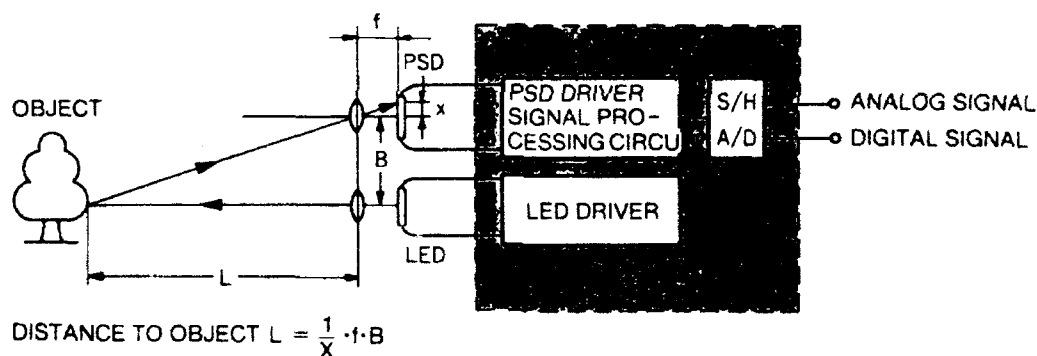 f
PSD
OBJECT
x
B
PSD DRIVER
SIGNAL PRO-
CESSING CIRCU
S/H
A/D
ANALOG SIGNAL
DIGITAL SIGNAL
LED DRIVER
LED
L
DISTANCE TO OBJECT L = 1/X ·f·B